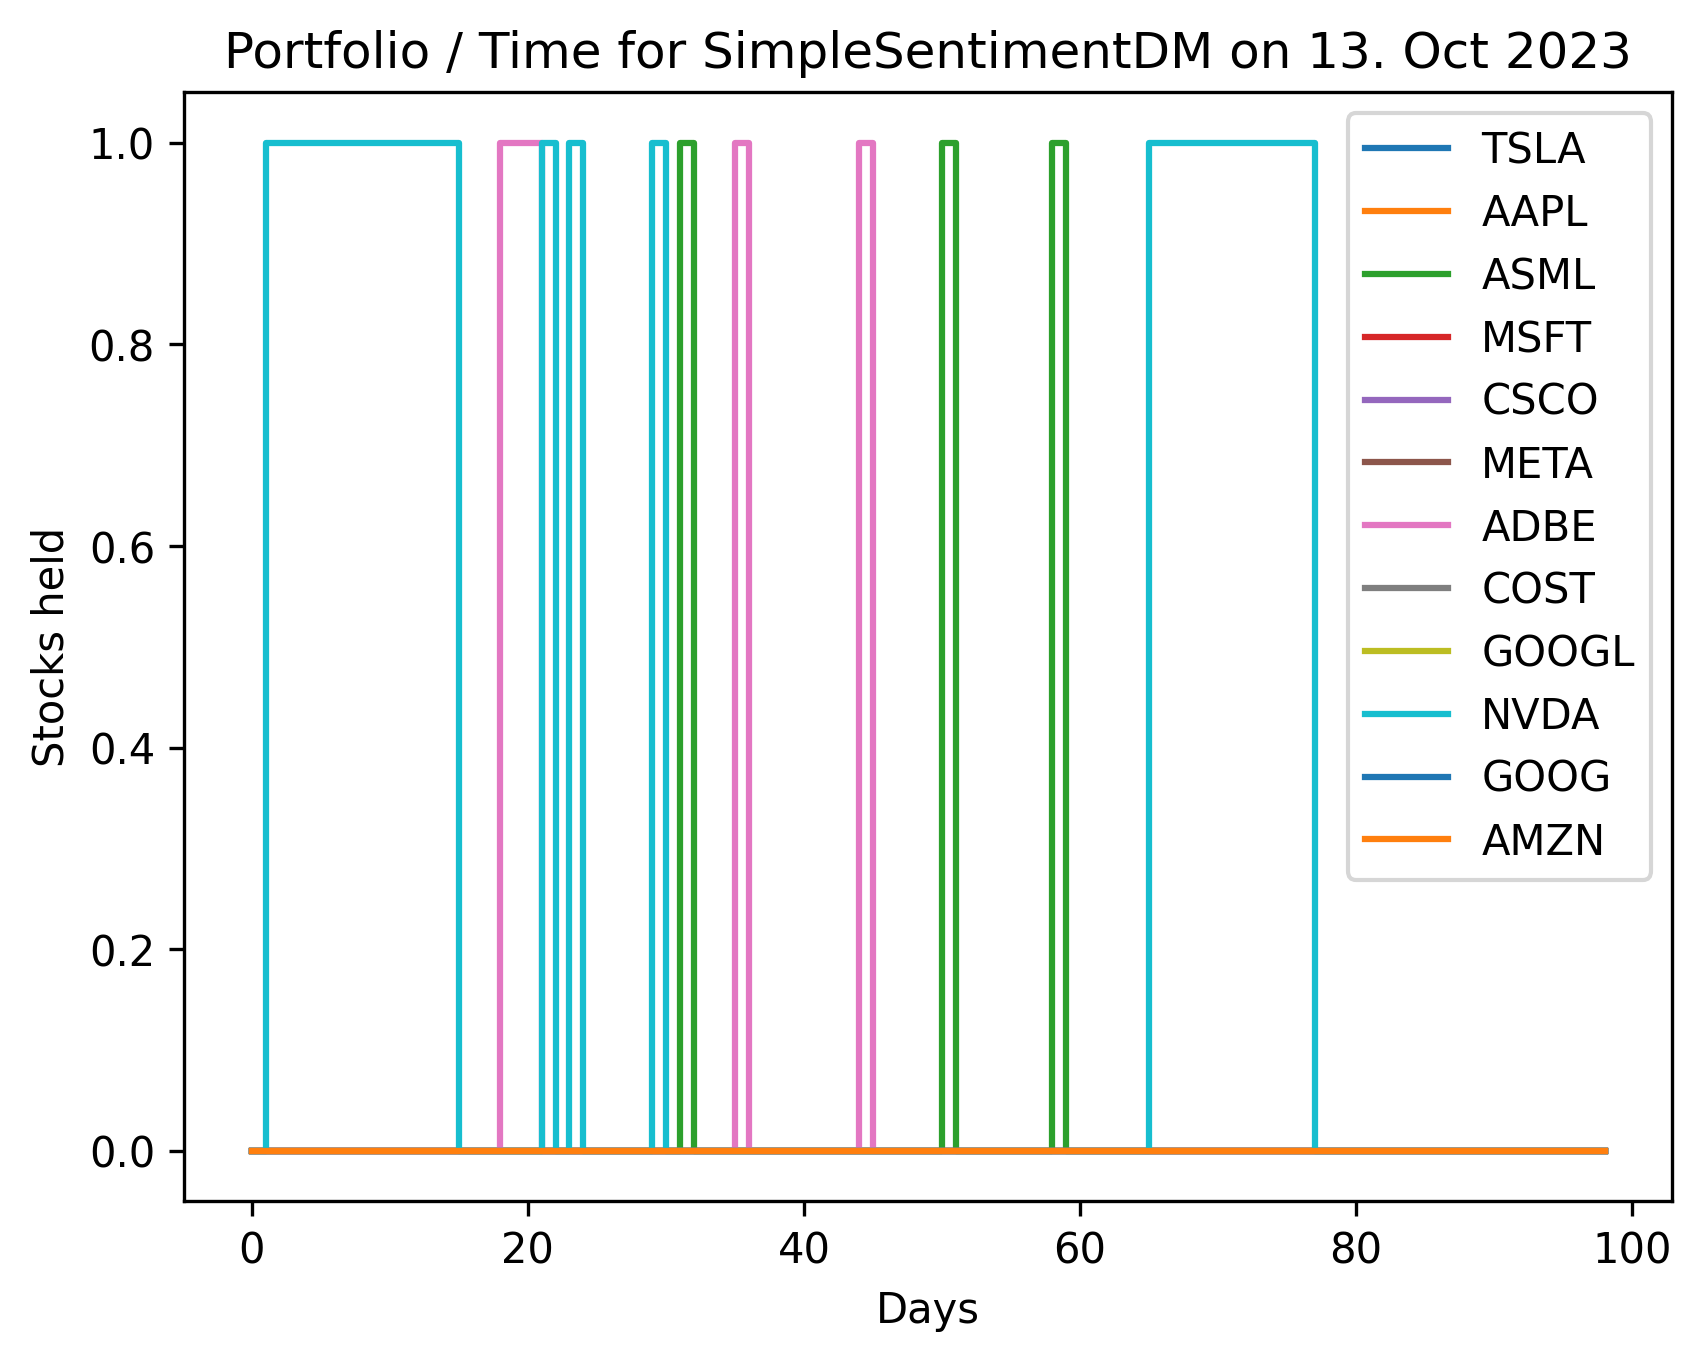 Portfolio / Time for SimpleSentimentDM on 13. Oct 2023
1.0
0.8
0.6
0.4
0.2
0.0
Stocks held
TSLA
AAPL
ASML
MSFT
CSCO
META
ADBE
COST
GOOGL
NVDA
GOOG
AMZN
0 20 40 60 80 100
Days